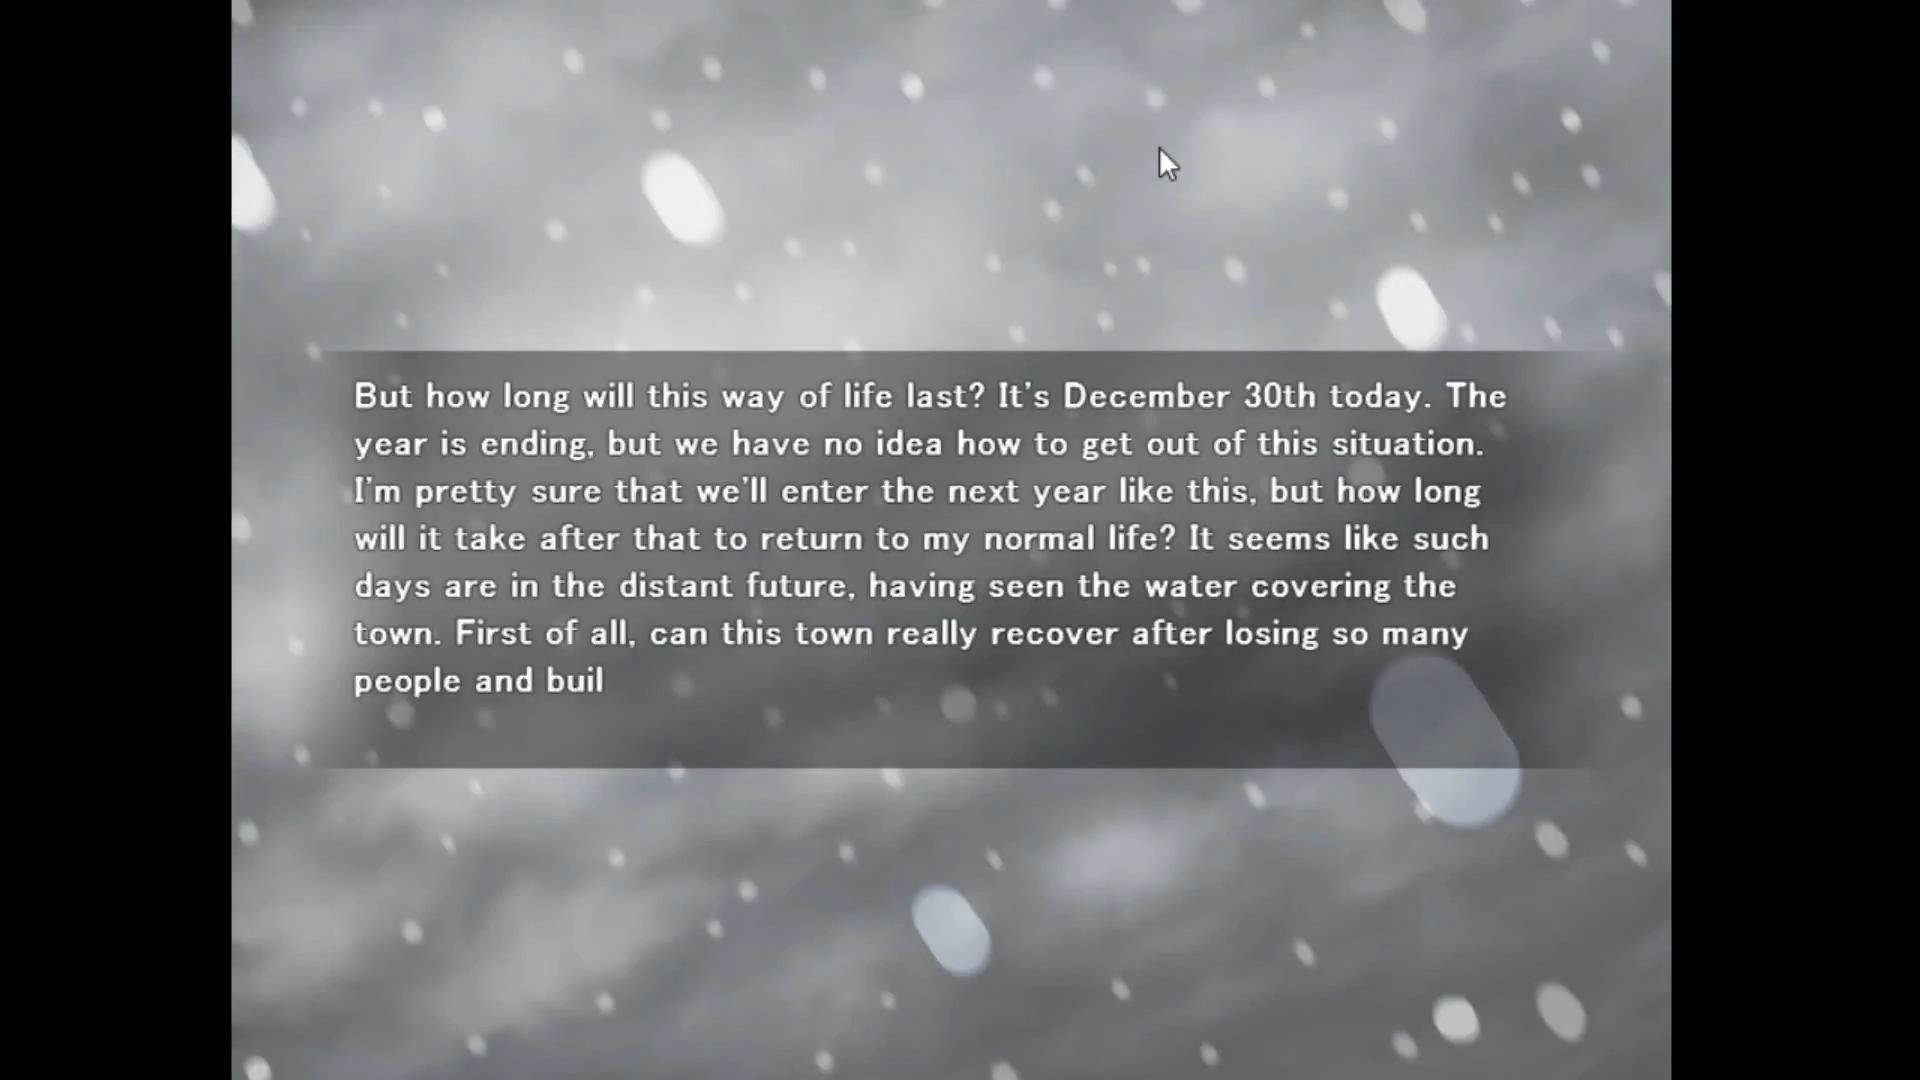 But how long will this way of life last? It's December 30th today. The
year is ending, but we have no idea how to get out of this situation.
I'm pretty sure that we'll enter the next year like this, but how long
will it take after that to return to my normal life? It seems like such
days are in the distant future, having seen the water covering the
town. First of all, can this town really recover after losing so many
people and buil